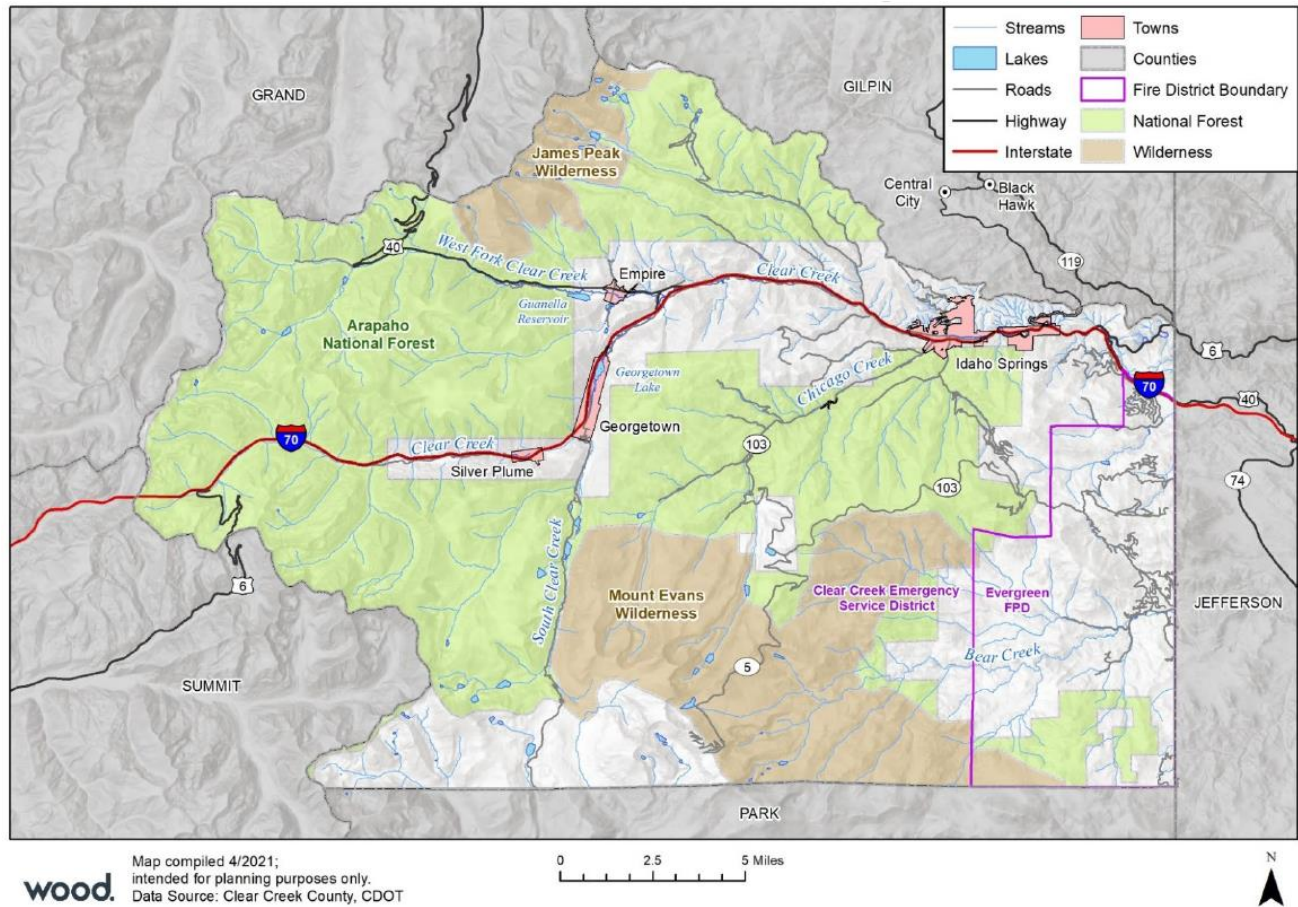 Streams
Towns
Lakes
Counties
Roads
Fire District Boundary
Highway
National Forest
Interstate
Wilderness
GRAND
GILPIN
James Peak
Wilderness
Central
City
Black
Hawk
40
West Fork Clear Creek
Empire
Clear Creek
119
Guanella
Reservoir
Arapaho
National Forest
6
Idaho Springs
Georgetown
Lake
Chicago Creek
70
40
Georgetown
70
Clear Creek
103
Silver Plume
103
74
South Clear Creek
6
Mount Evans
Wilderness
Clear Creek Emergency
Service District
Evergreen
FPD
JEFFERSON
Bear Creek
5
SUMMIT
PARK
wood.
Map compiled 4/2021;
intended for planning purposes only.
Data Source: Clear Creek County, CDOT
0 2.5 5 Miles
N